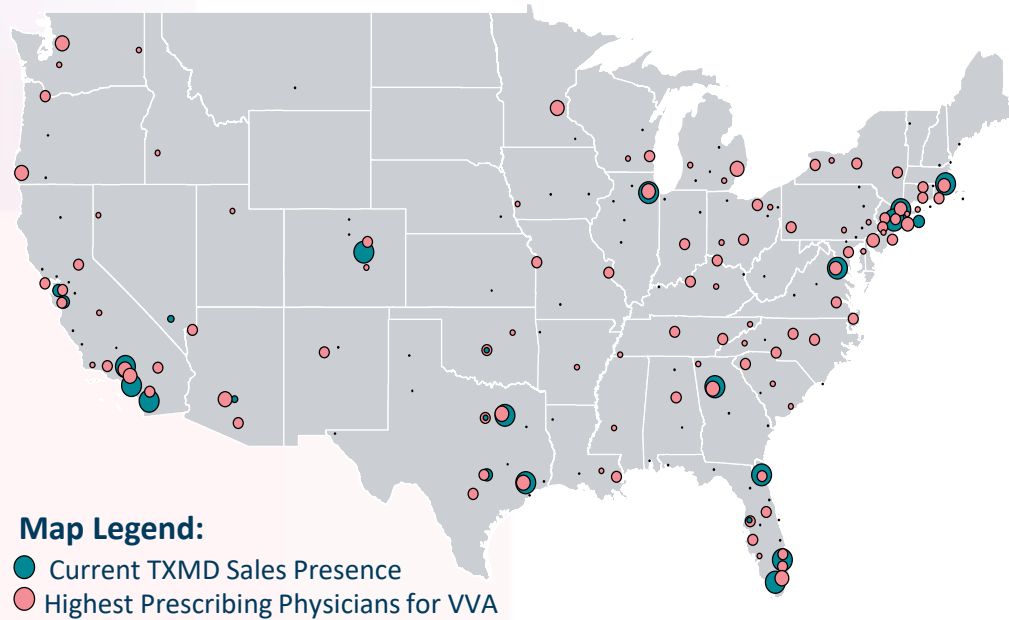 Map Legend:
Current TXMD Sales Presence
Highest Prescribing Physicians for VVA